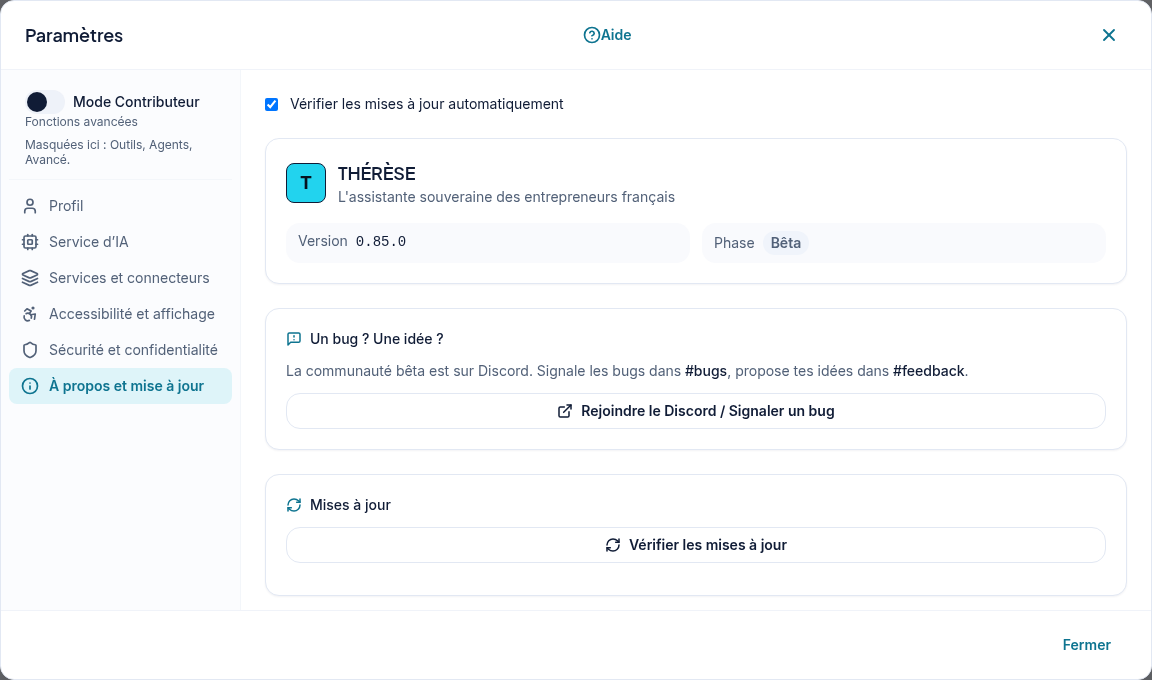 Paramètres
Aide
Mode Contributeur
Fonctions avancées
Masquées ici : Outils, Agents,
Avancé.
Profil
Service d’IA
Services et connecteurs
Accessibilité et affichage
Sécurité et confidentialité
À propos et mise à jour
Vérifier les mises à jour automatiquement
T
THÉRÈSE
L'assistante souveraine des entrepreneurs français
Version 0.85.0
Phase Bêta
Un bug ? Une idée ?
La communauté bêta est sur Discord. Signale les bugs dans #bugs, propose tes idées dans #feedback.
Rejoindre le Discord / Signaler un bug
Mises à jour
Vérifier les mises à jour
Fermer